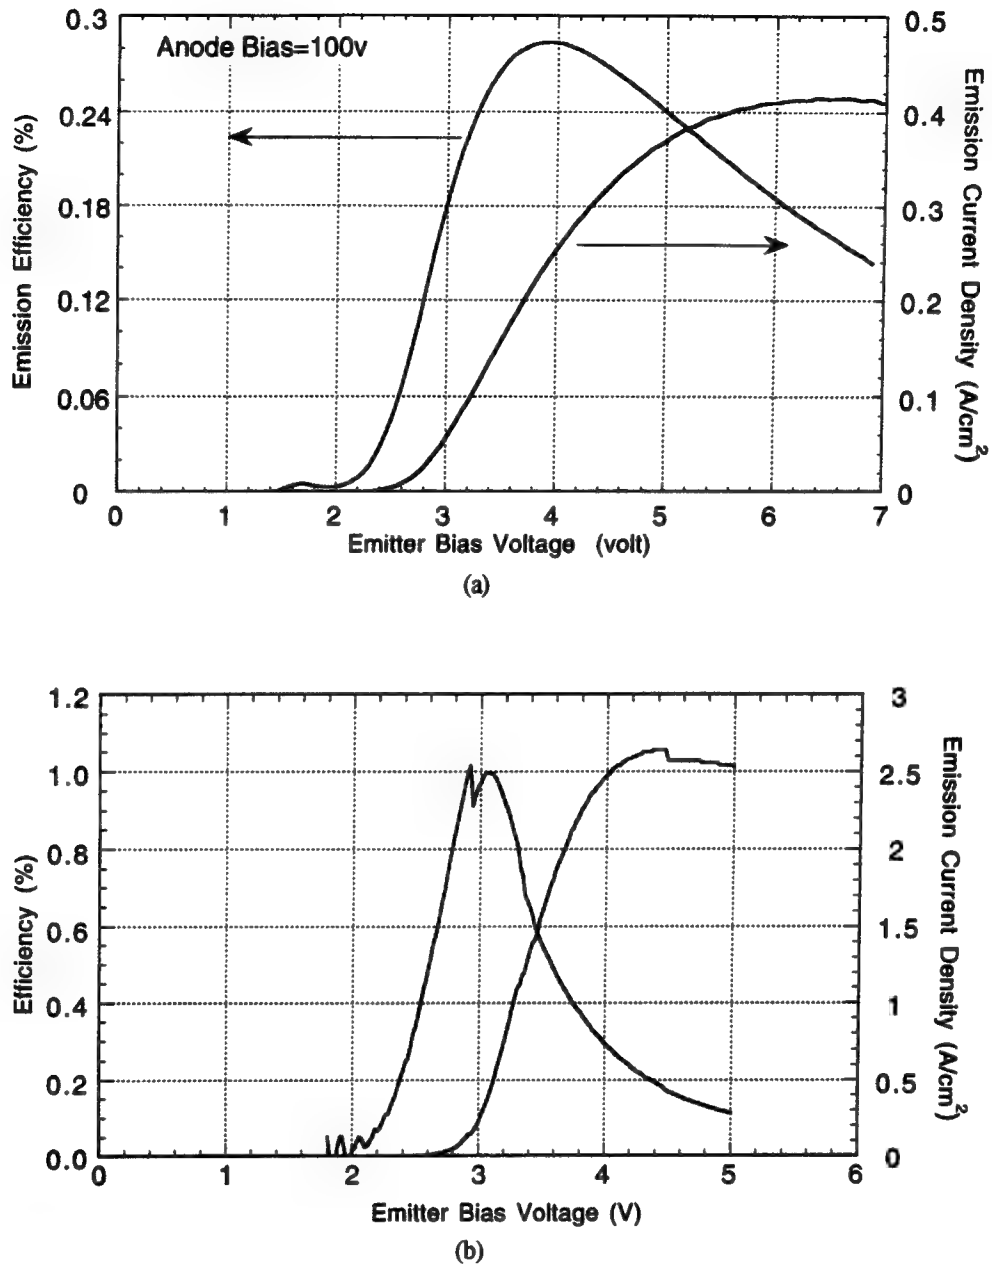 0.3
0.5
Anode Bias=100v
0.24
0.4
0.18
0.3
0.12
0.2
0.06
0.1
0
0
0 1 2 3 4 5 6 7
Emission Efficiency (%)
Emission Current Density (A/cm²)
Emitter Bias Voltage (volt)
(a)
1.2
3
1.0
2.5
0.8
2
0.6
1.5
0.4
1
0.2
0.5
0.0
0
0 1 2 3 4 5 6
Efficiency (%)
Emission Current Density (A/cm²)
Emitter Bias Voltage (V)
(b)